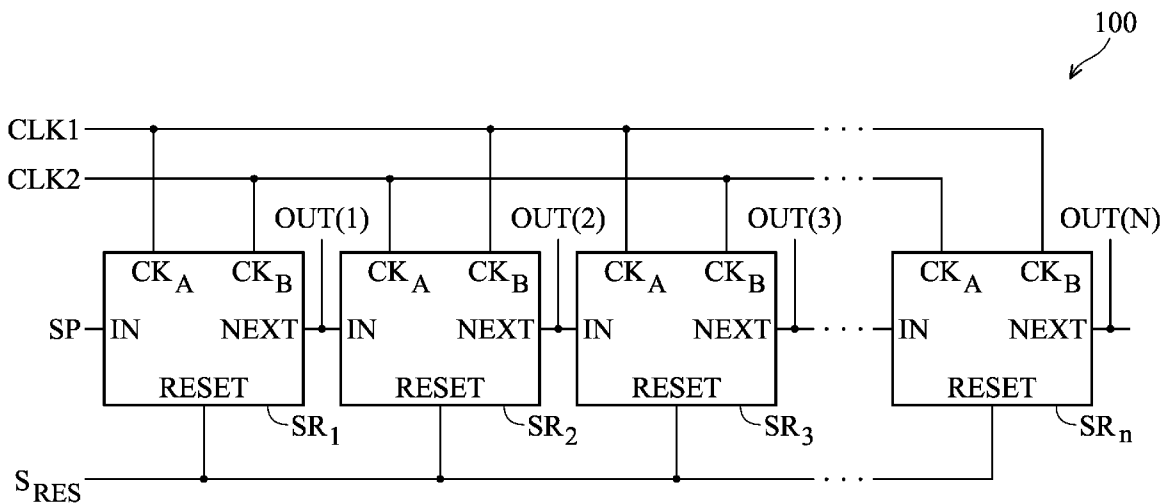 100
CLK1
CLK2
OUT(1) OUT(2) OUT(3) OUT(N)
CKA CKB CKA CKB CKA CKB CKA CKB
SP IN NEXT IN NEXT IN NEXT IN NEXT
RESET RESET RESET RESET
SR1 SR2 SR3 SRn
SRES